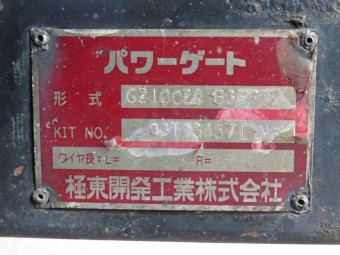 パワーゲート
形式
KIT NO.
ワイヤ長:L= R=
極東開発工業株式会社